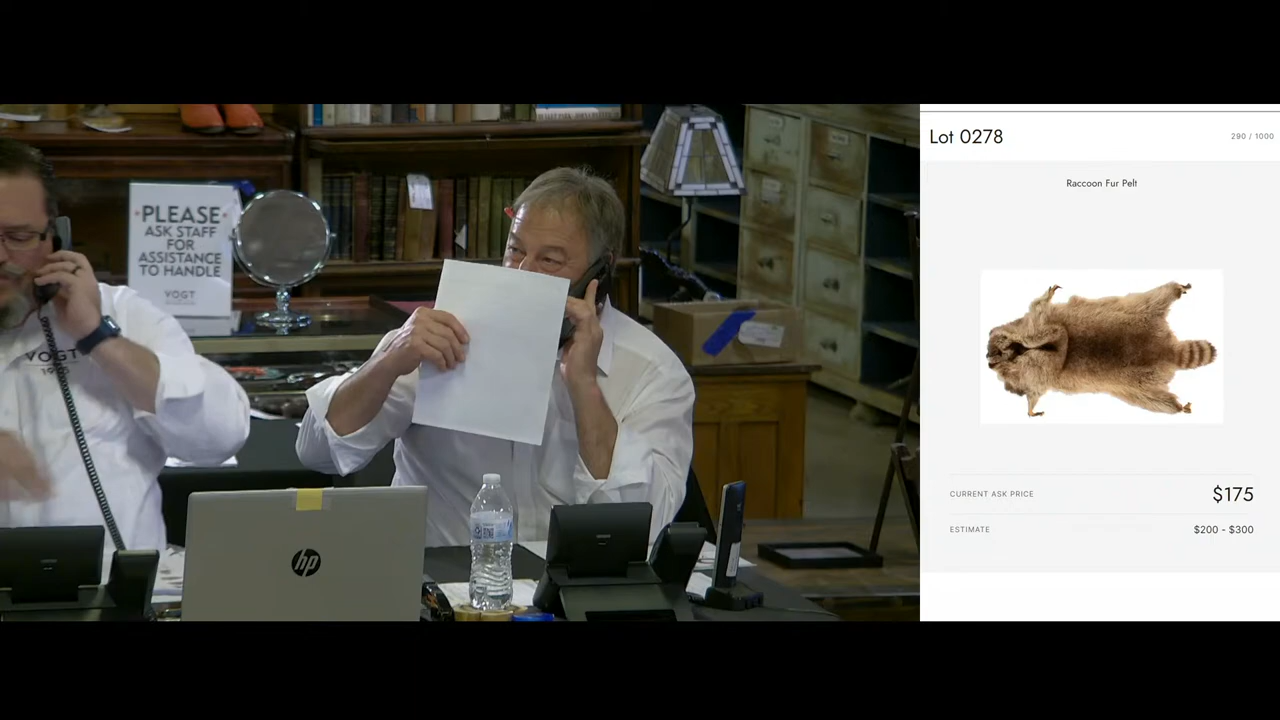 PLEASE
ASK STAFF
FOR
ASSISTANCE
TO HANDLE
VOGT
VOGT
hp
Lot 0278
290 / 1000
Raccoon Fur Pelt
CURRENT ASK PRICE
$175
ESTIMATE
$200 - $300